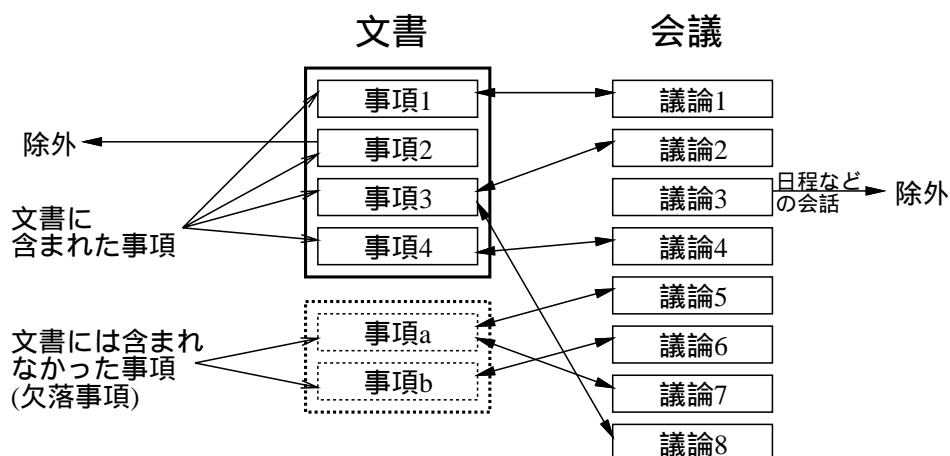 文書
会議
事項1
議論1
除外
事項2
議論2
事項3
議論3
日程など
の会話
除外
文書に
含まれた事項
事項4
議論4
議論5
文書には含まれ
なかった事項
(欠落事項)
事項a
議論6
事項b
議論7
議論8